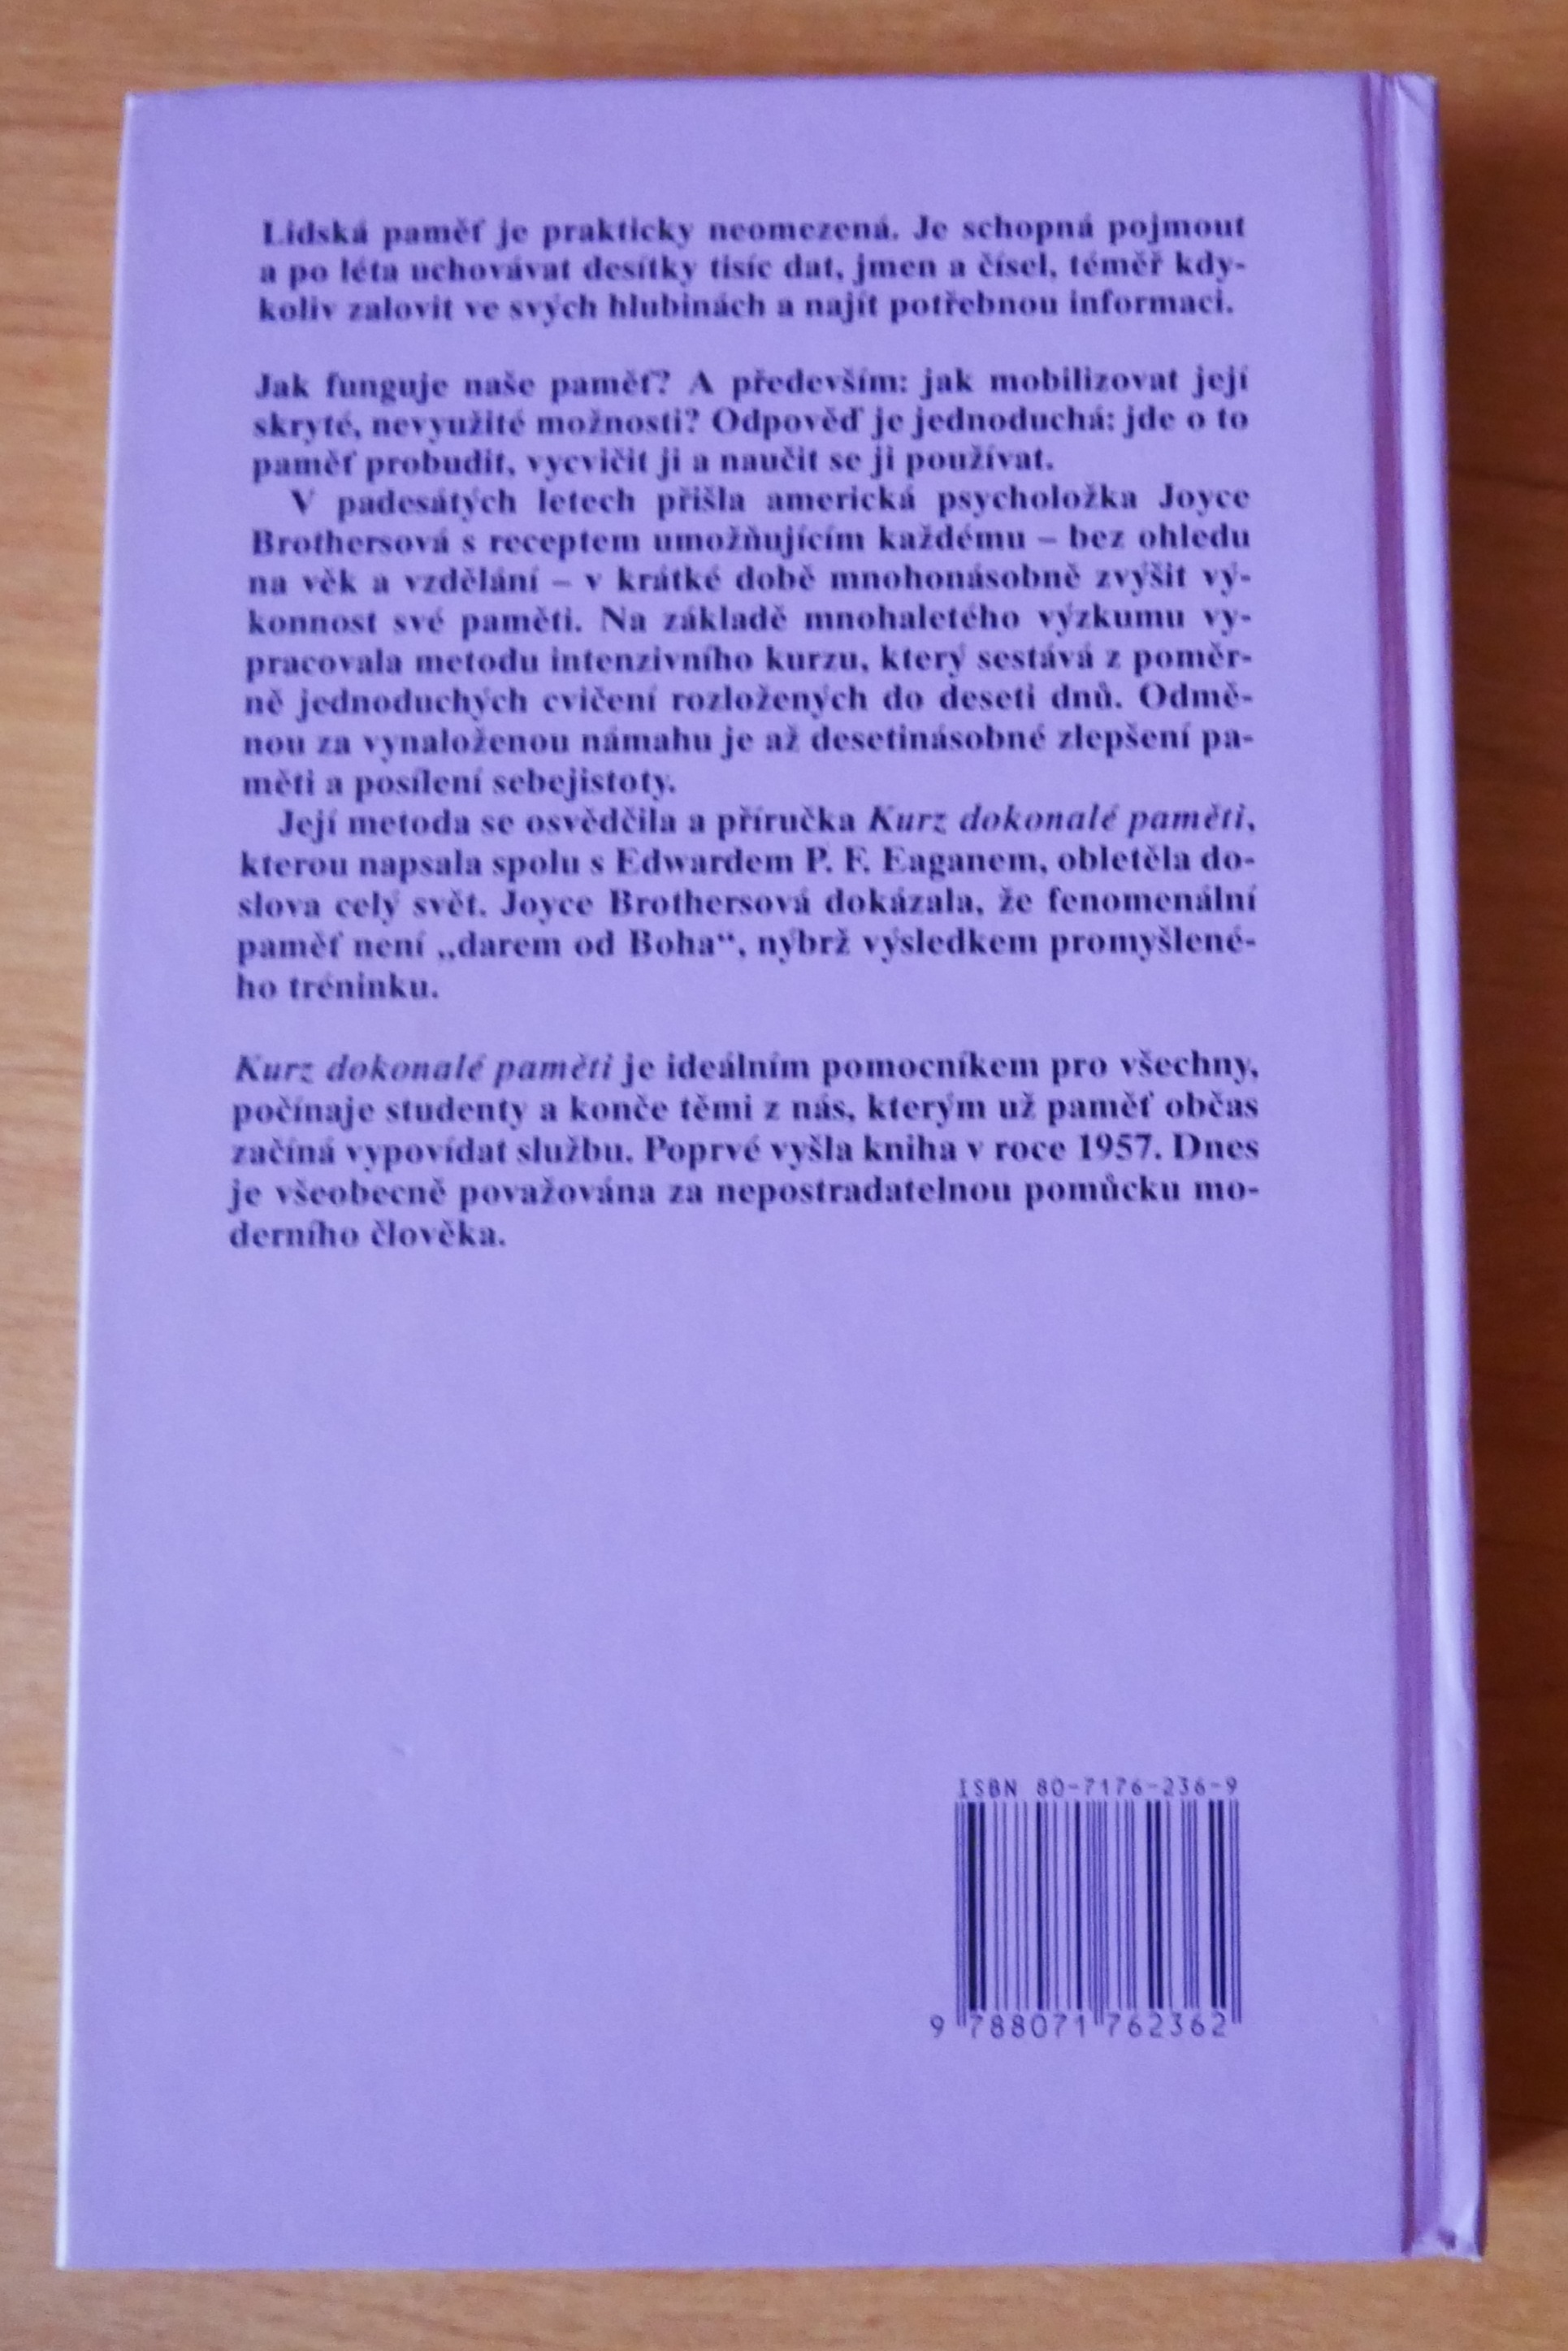 Lidská paměť je prakticky neomezená. Je schopná pojmout
a po léta uchovávat desítky tisíc dat, jmen a čísel, téměř kdy-
koliv zalovit ve svých hlubinách a najít potřebnou informaci.
Jak funguje naše paměť? A především: jak mobilizovat její
skryté, nevyužité možnosti? Odpověď je jednoduchá: jde o to
paměť probudit, vycvičit ji a naučit se ji používat.
V padesátých letech přišla americká psycholožka Joyce
Brothersová s receptem umožňujícím každému – bez ohledu
na věk a vzdělání – v krátké době mnohonásobně zvýšit vý-
konnost své paměti. Na základě mnohaletého výzkumu vy-
pracovala metodu intenzivního kurzu, který sestává z poměr-
ně jednoduchých cvičení rozložených do deseti dnů. Odmě-
nou za vynaloženou námahu je až desetinásobné zlepšení pa-
měti a posílení sebejistoty.
Její metoda se osvědčila a příručka Kurz dokonalé paměti,
kterou napsala spolu s Edwardem P. F. Eaganem, obletěla do-
slova celý svět. Joyce Brothersová dokázala, že fenomenální
paměť není „darem od Boha“, nýbrž výsledkem promyšlené-
ho tréninku.
Kurz dokonalé paměti je ideálním pomocníkem pro všechny,
počínaje studenty a konče těmi z nás, kterým už paměť občas
začíná vypovídat službu. Poprvé vyšla kniha v roce 1957. Dnes
je všeobecně považována za nepostradatelnou pomůcku mo-
derního člověka.
ISBN 80-7176-236-9
9 788071 762362